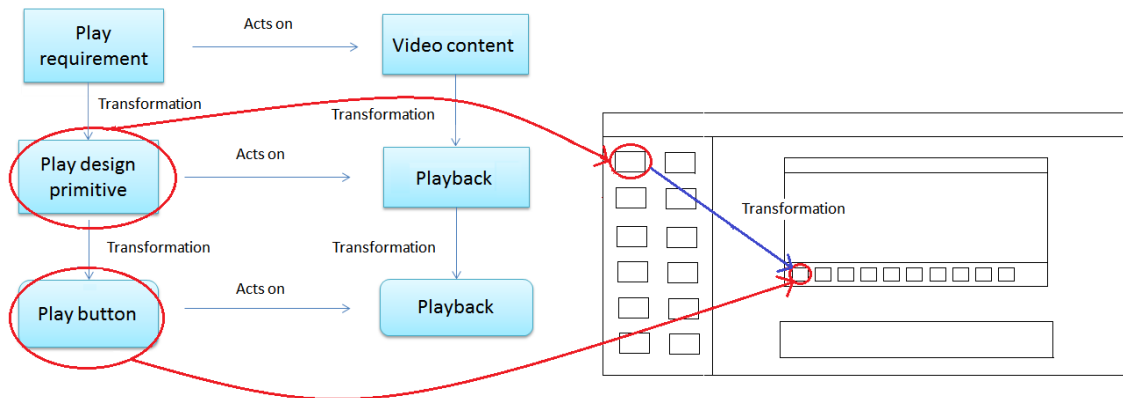 Play
requirement
Acts on
Video content
Transformation
Transformation
Play design
primitive
Acts on
Playback
Transformation
Transformation
Transformation
Play button
Acts on
Playback